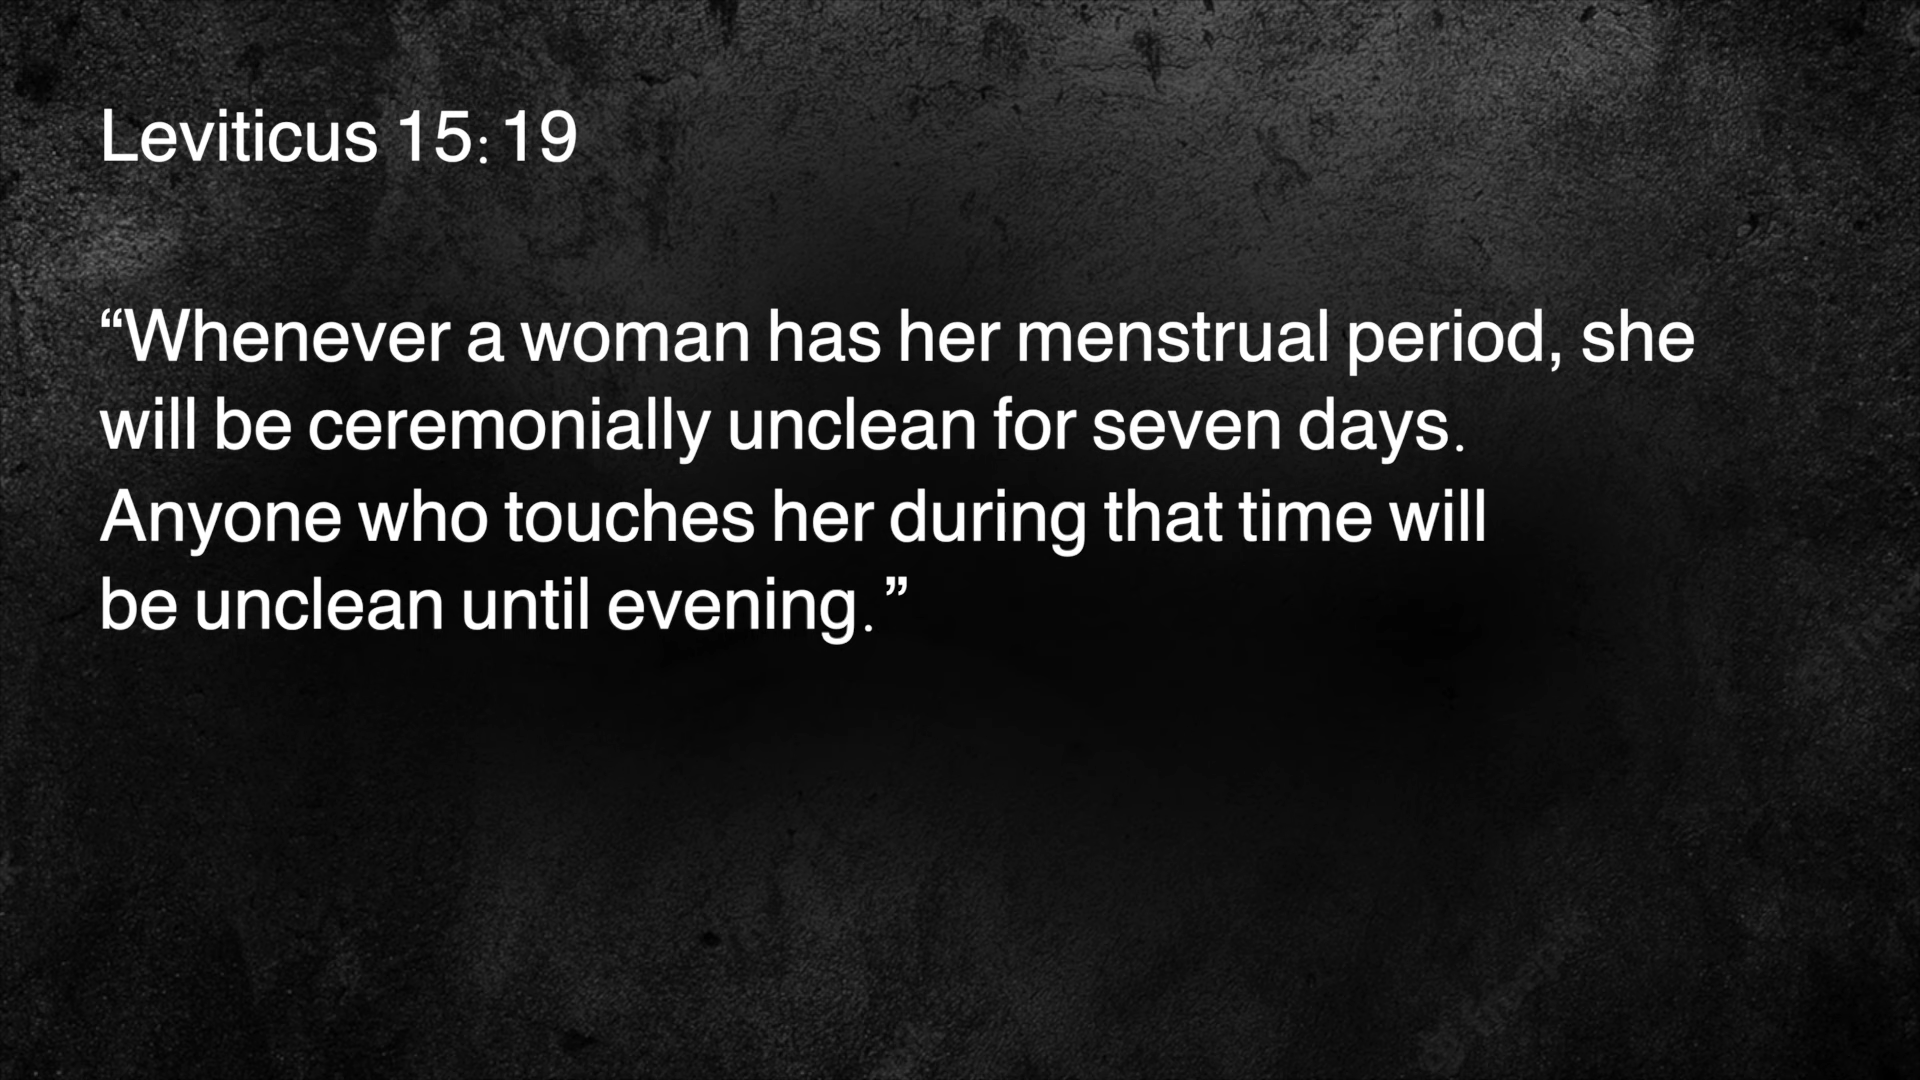 Leviticus 15:19
“Whenever a woman has her menstrual period, she
will be ceremonially unclean for seven days.
Anyone who touches her during that time will
be unclean until evening.”